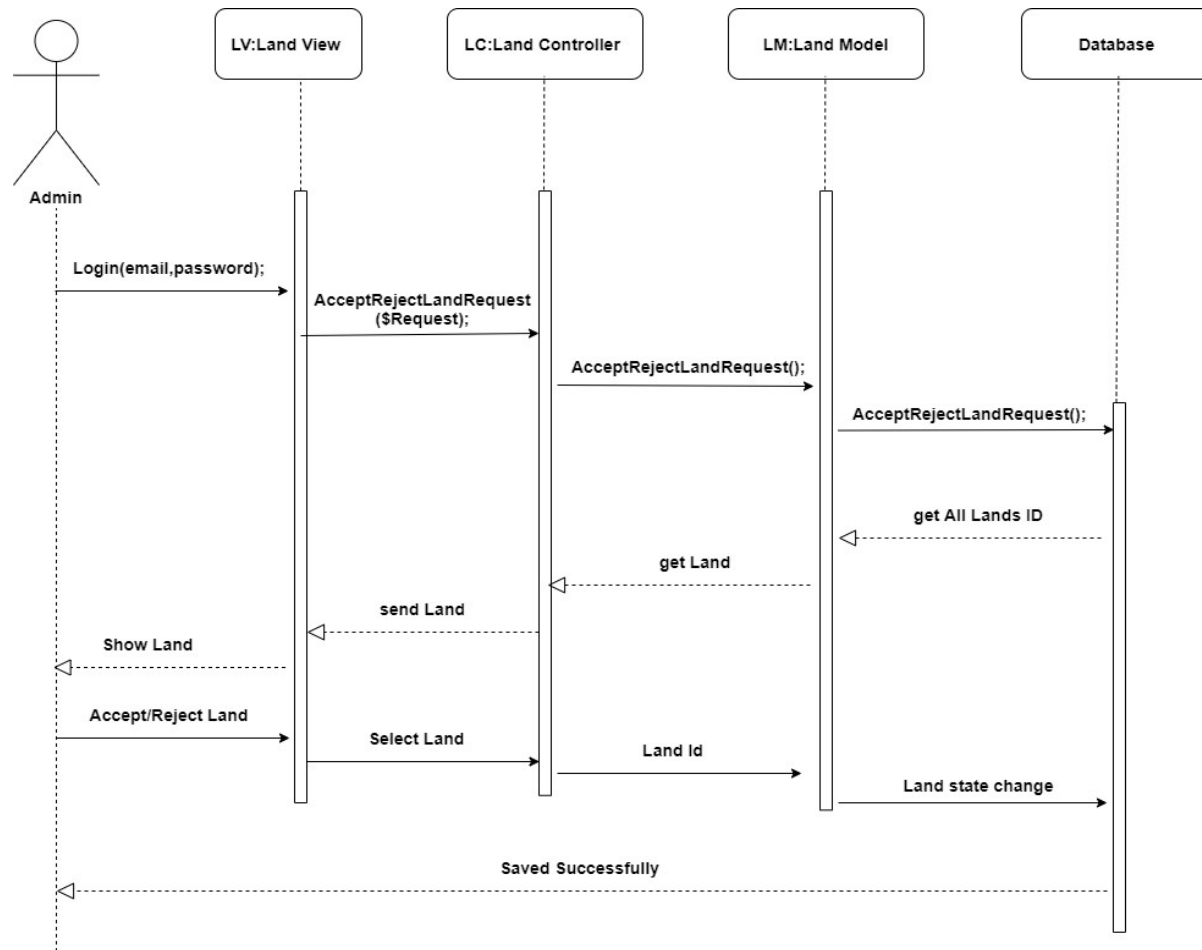 LV:Land View
LC:Land Controller
LM:Land Model
Database
Admin
Login(email,password);
AcceptRejectLandRequest
($Request);
AcceptRejectLandRequest();
AcceptRejectLandRequest();
get All Lands ID
get Land
send Land
Show Land
Accept/Reject Land
Select Land
Land Id
Land state change
Saved Successfully